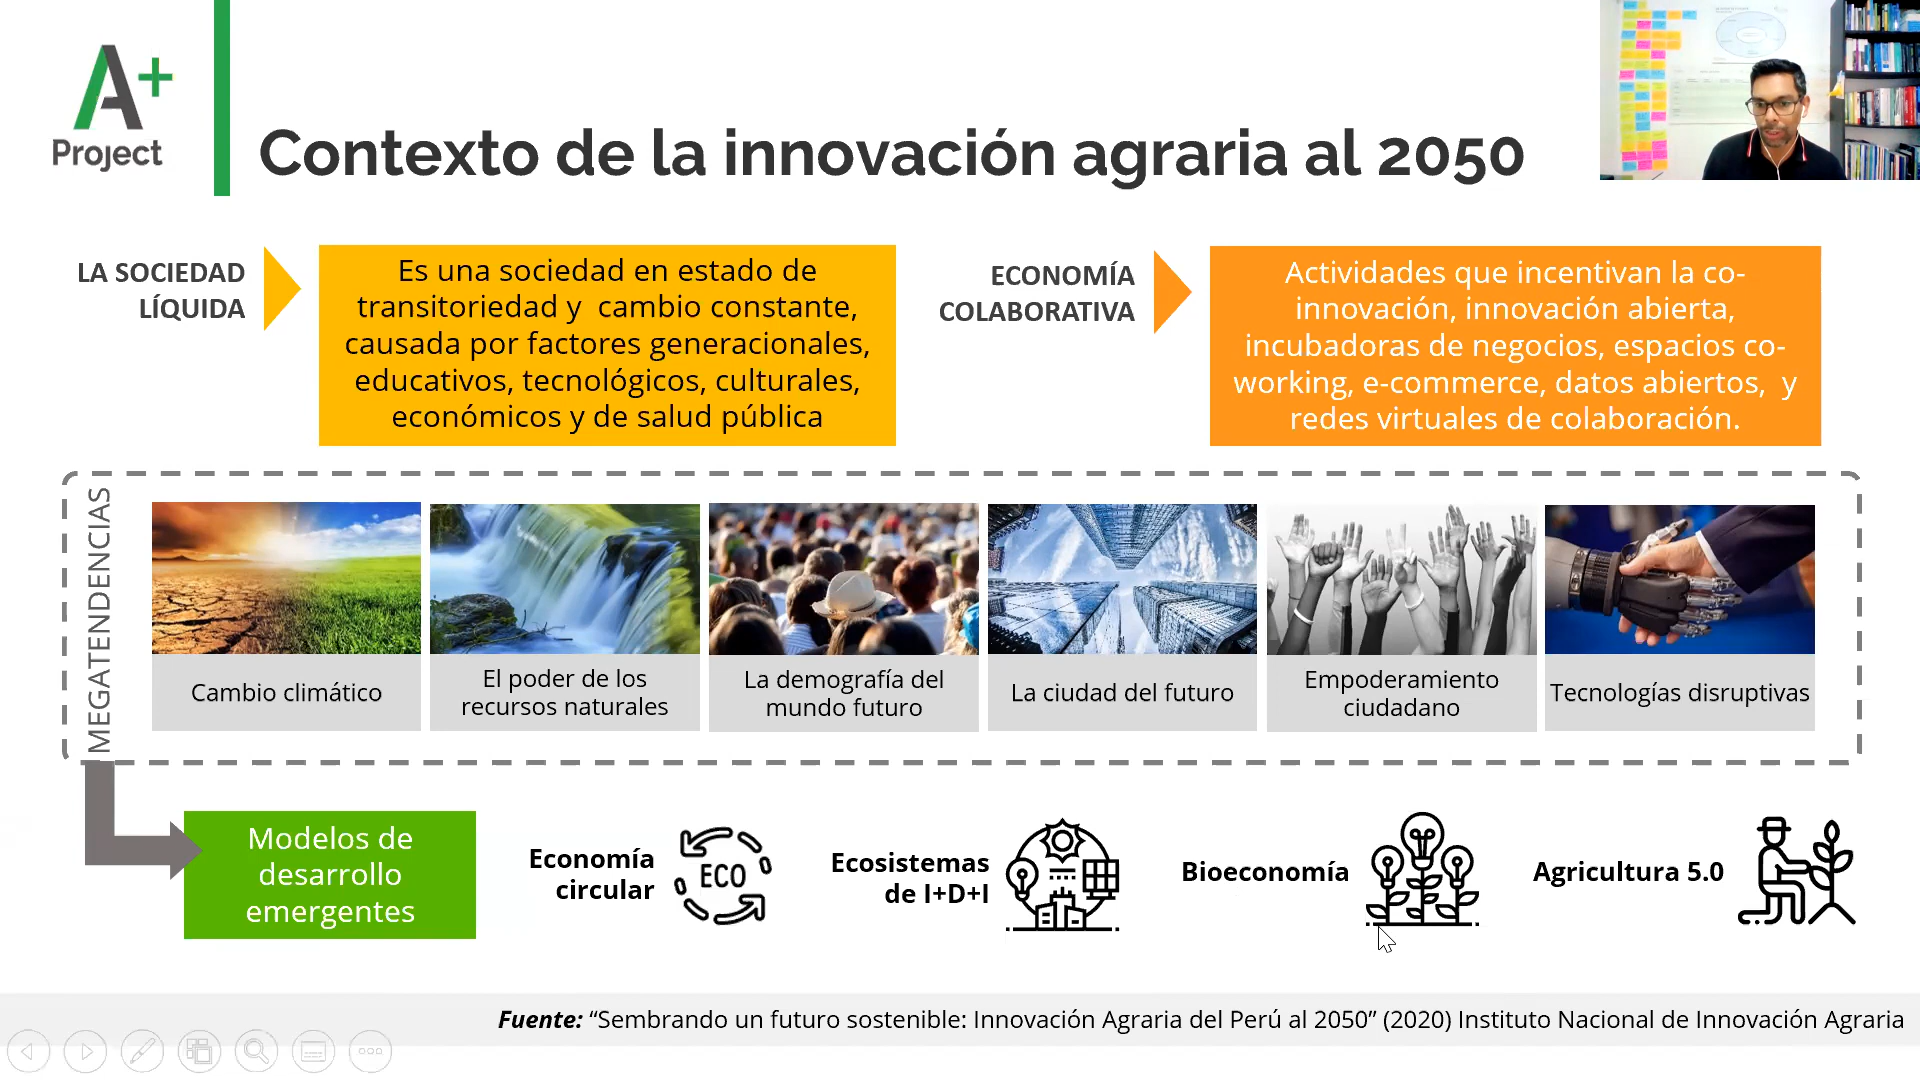 A+
Project
Contexto de la innovación agraria al 2050
LA SOCIEDAD
LÍQUIDA
Es una sociedad en estado de
transitoriedad y  cambio constante,
causada por factores generacionales,
educativos, tecnológicos, culturales,
económicos y de salud pública
ECONOMÍA
COLABORATIVA
Actividades que incentivan la co-
innovación, innovación abierta,
incubadoras de negocios, espacios co-
working, e-commerce, datos abiertos,  y
redes virtuales de colaboración.
MEGATENDENCIAS
Cambio climático
El poder de los
recursos naturales
La demografía del
mundo futuro
La ciudad del futuro
Empoderamiento
ciudadano
Tecnologías disruptivas
Modelos de
desarrollo
emergentes
Economía
circular
ECO
Ecosistemas
de I+D+I
Bioeconomía
Agricultura 5.0
Fuente: “Sembrando un futuro sostenible: Innovación Agraria del Perú al 2050” (2020) Instituto Nacional de Innovación Agraria